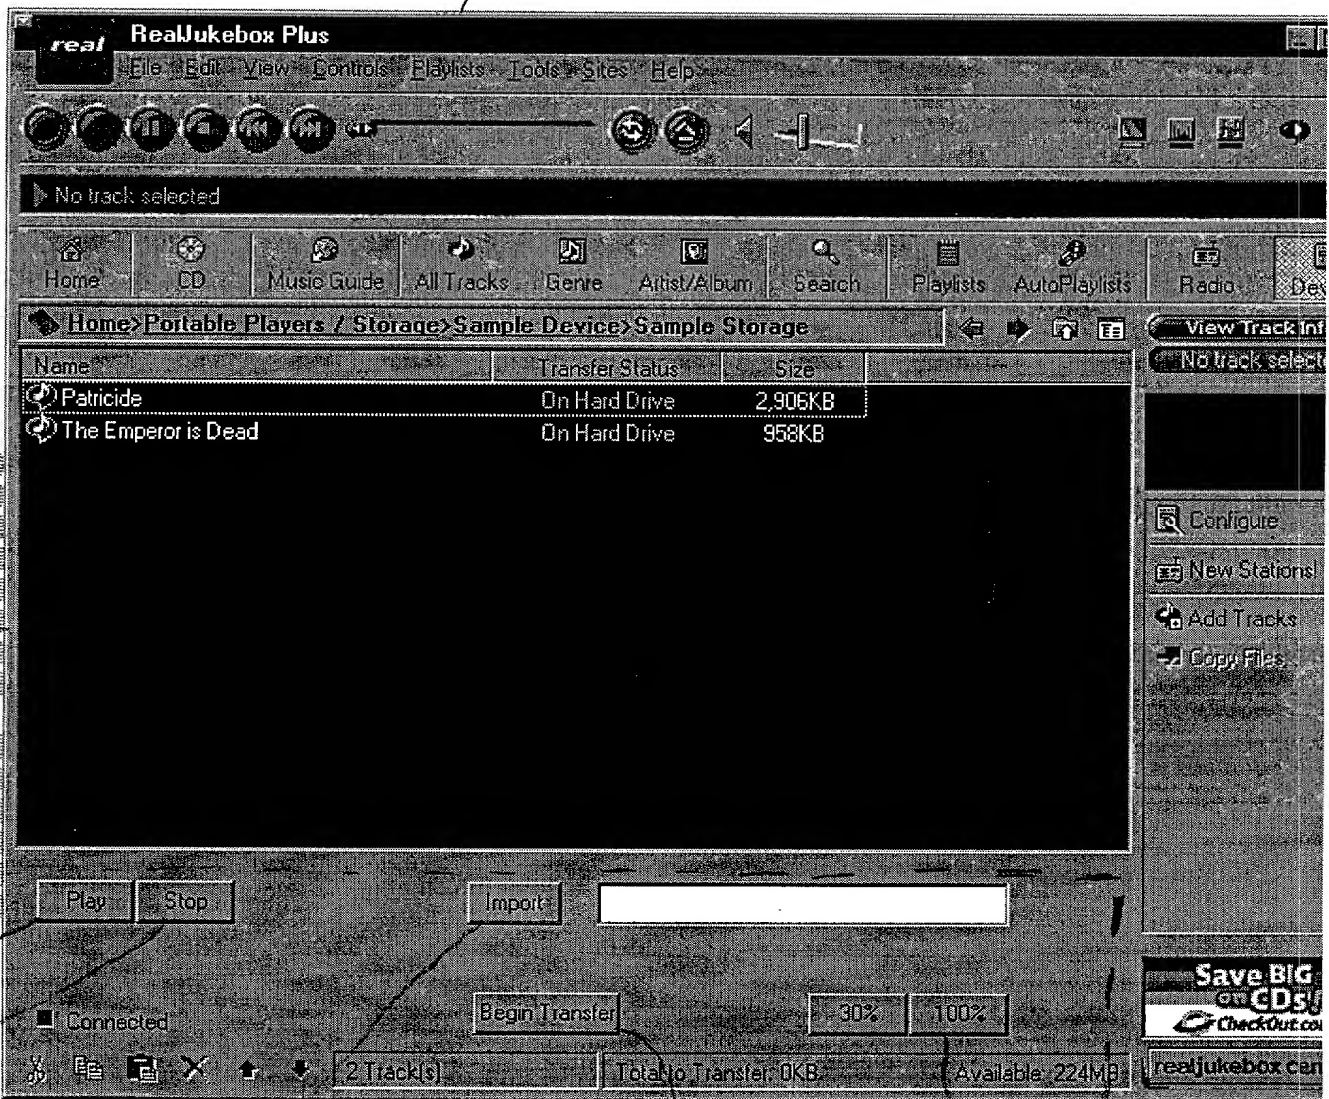 real RealJukebox Plus
File Edit View Controls Playlists Tools Sites Help
No track selected
Home CD Music Guide All Tracks Genre Artist/Album Search Playlists AutoPlaylists Radio Dev
Home>Portable Players / Storage>Sample Device>Sample Storage
View Track Inf
Name Transfer Status Size
No track selecte
Patricide On Hard Drive 2,906KB
The Emperor is Dead On Hard Drive 958KB
Configure
New Stations!
Add Tracks
Copy Files
Play Stop Import
Save BIG
on CDs!
CheckOut.co
Begin Transfer 30% 100%
Connected
2 Track(s) Total to Transfer: 0KB Available: 224MB
realjukebox cen